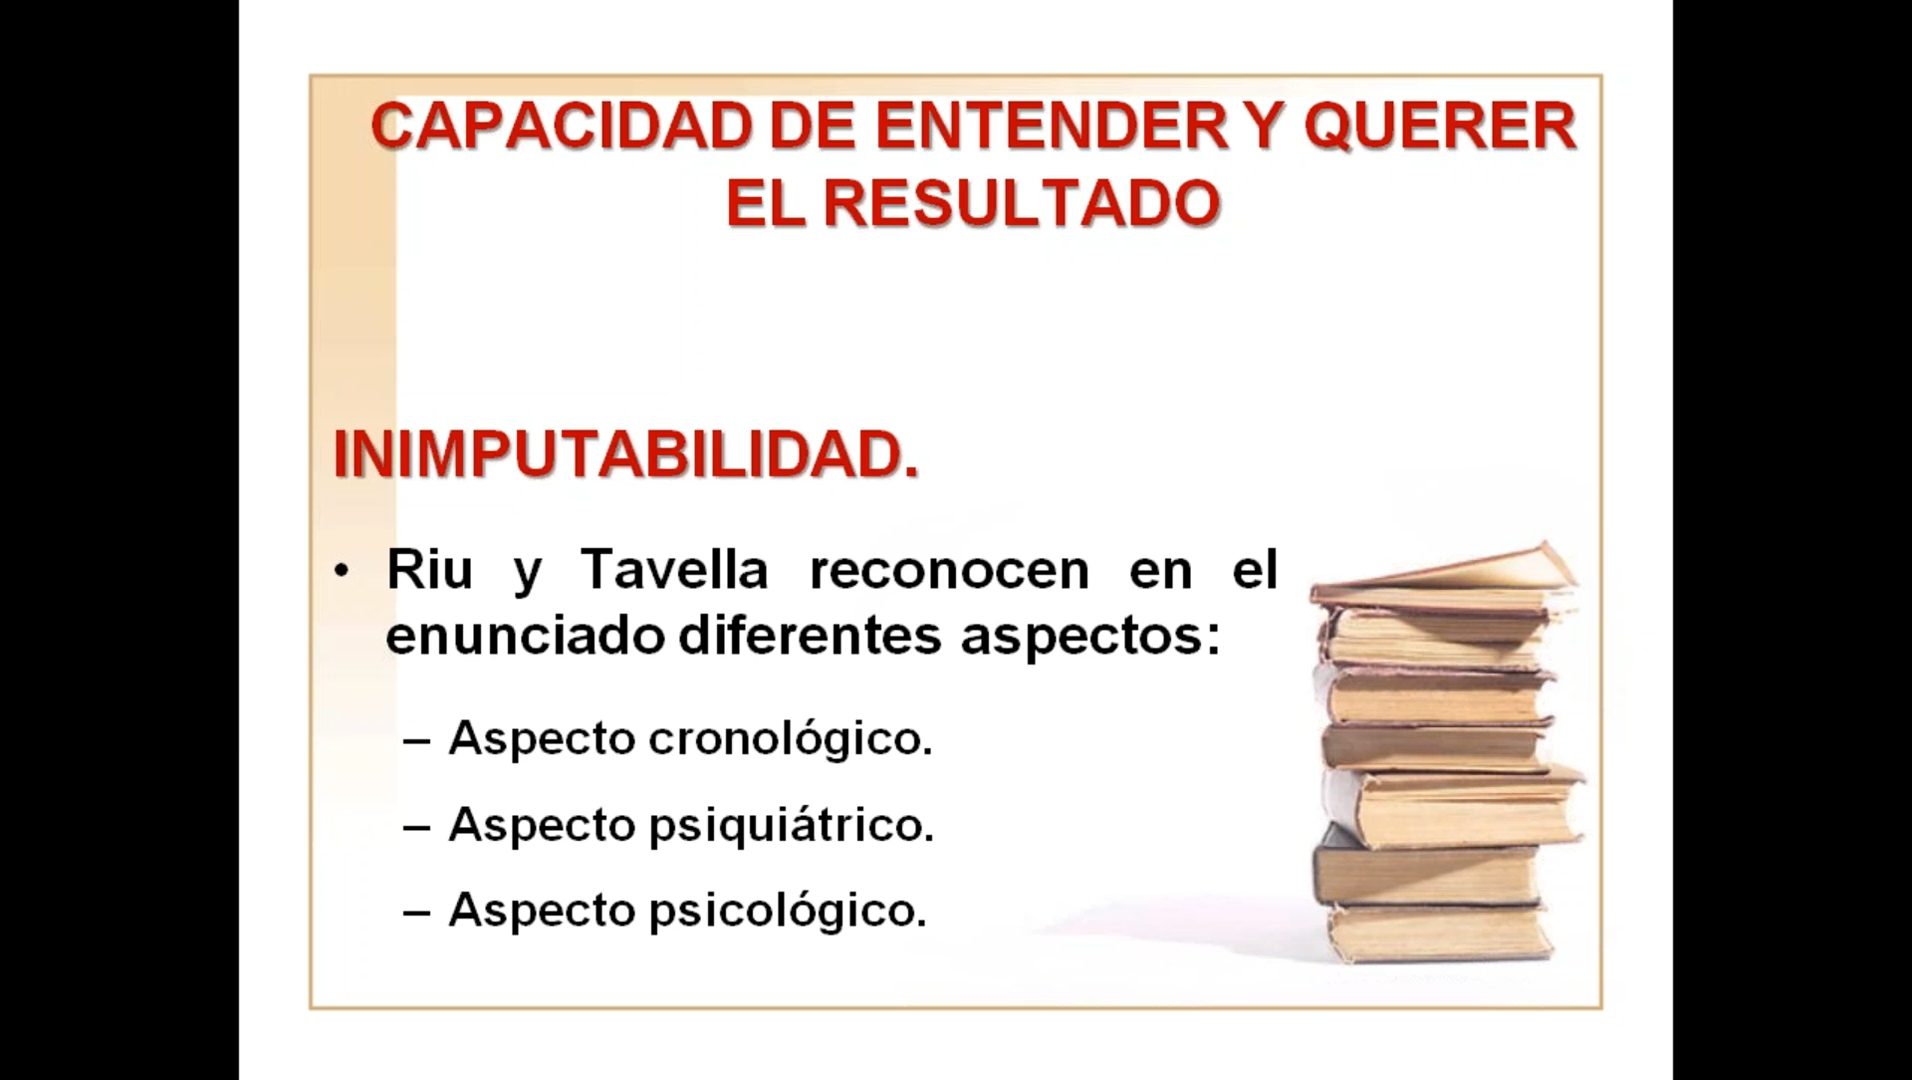 CAPACIDAD DE ENTENDER Y QUERER
EL RESULTADO
INIMPUTABILIDAD.
• Riu y Tavella reconocen en el
enunciado diferentes aspectos:
– Aspecto cronológico.
– Aspecto psiquiátrico.
– Aspecto psicológico.